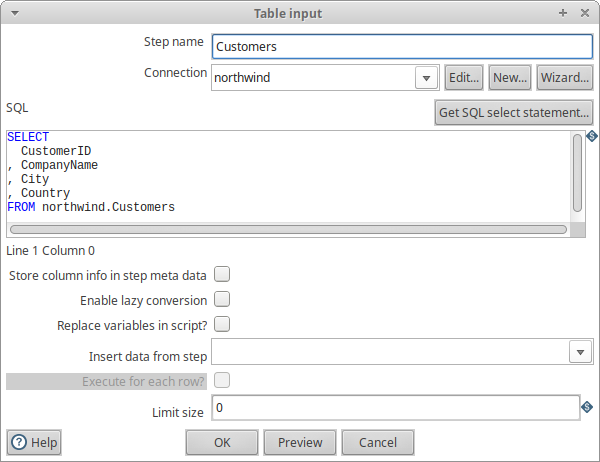 Table input
Step name Customers
Connection northwind Edit... New... Wizard...
SQL Get SQL select statement...
SELECT
CustomerID
, CompanyName
, City
, Country
FROM northwind.Customers
Line 1 Column 0
Store column info in step meta data
Enable lazy conversion
Replace variables in script?
Insert data from step
Execute for each row?
Limit size 0
Help OK Preview Cancel